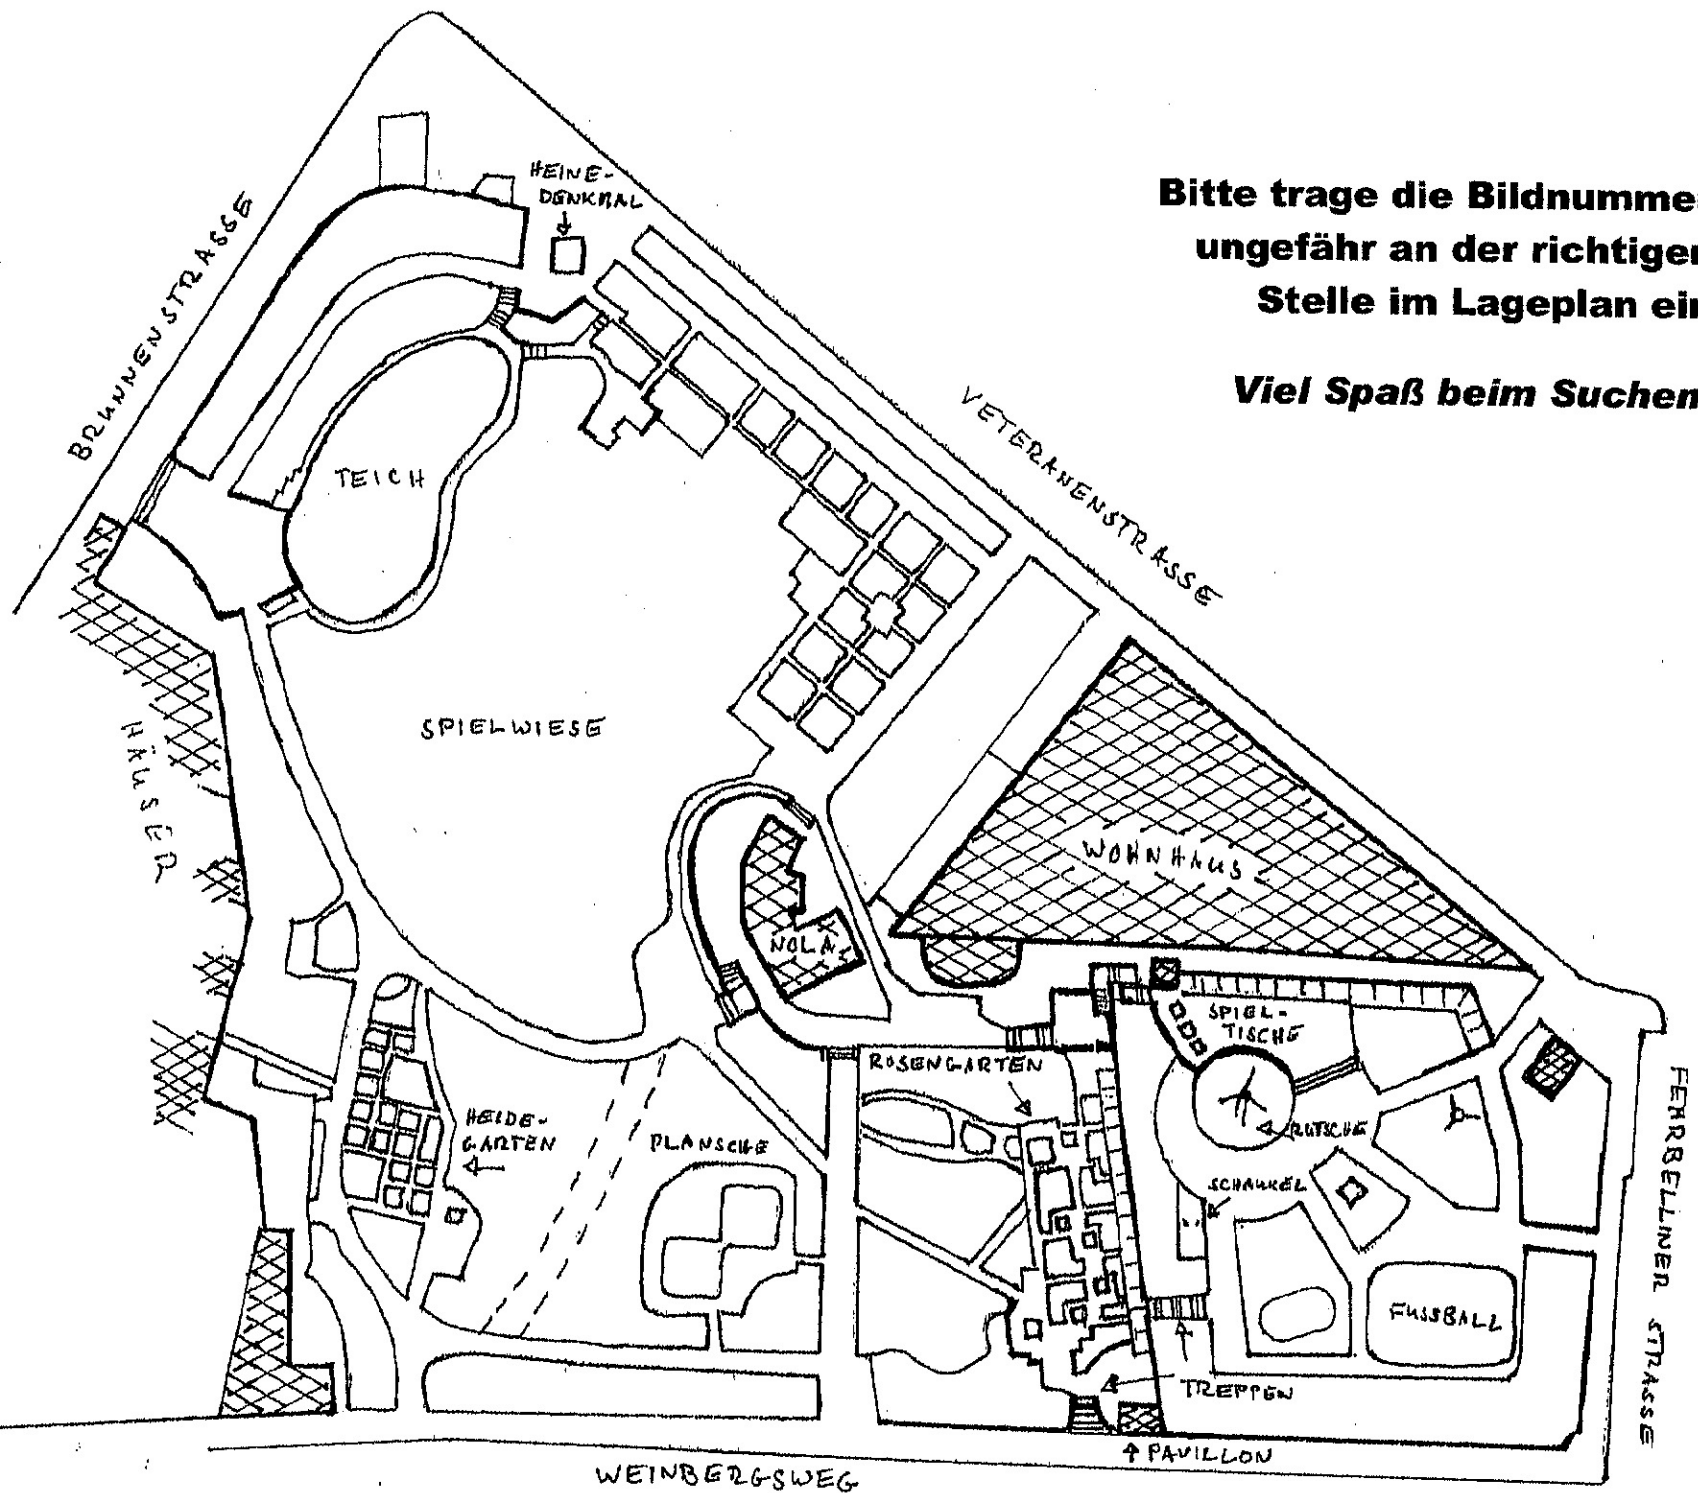 Bitte trage die Bildnumme
ungefähr an der richtige
Stelle im Lageplan ein
Viel Spaß beim Suchen
HEINE-
DENKMAL
BRUNNENSTRASSE
VETERANENSTRASSE
TEICH
SPIELWIESE
HÄUSER
WOHNHAUS
NOLA
SPIEL-
TISCHE
ROSENGARTEN
RUTSCHE
HEIDE-
GARTEN
PLANSCHE
SCHAUKEL
FUSSBALL
FEHRBELLINER STRASSE
TREPPEN
PAVILLON
WEINBERGSWEG